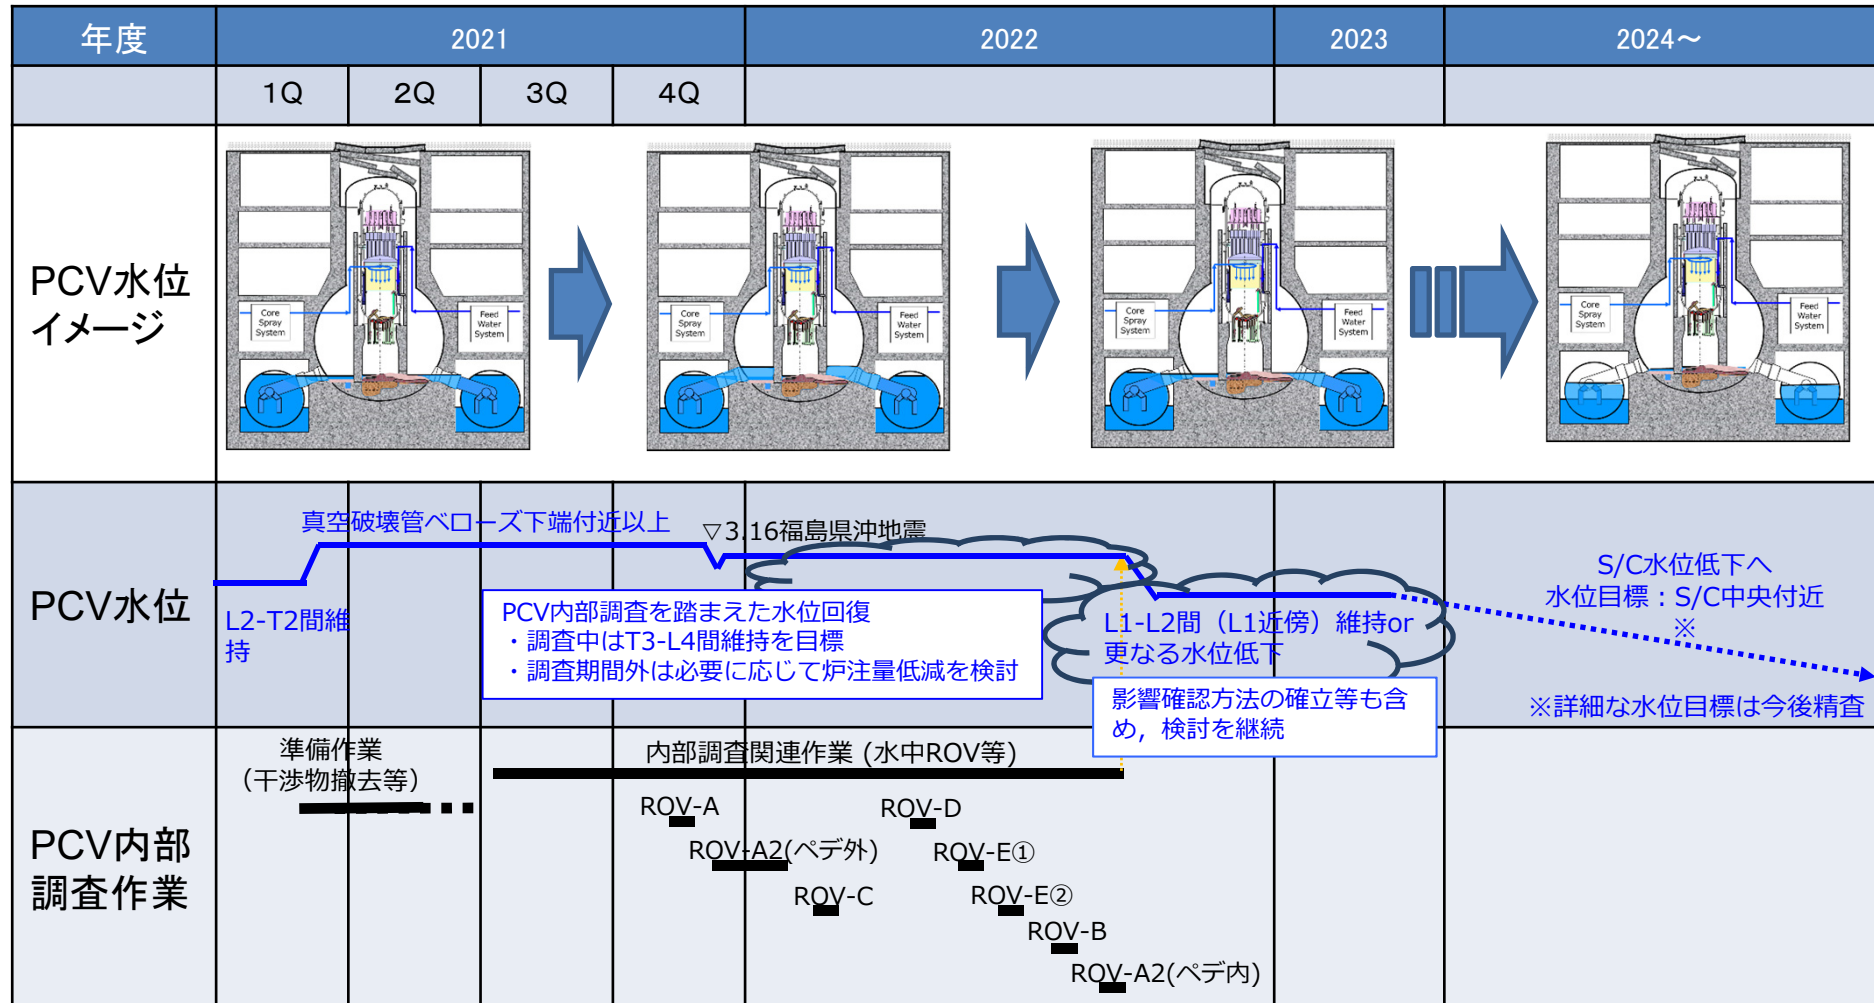 年度
2021
2022
2023
2024~
1Q
2Q
3Q
4Q
PCV水位
イメージ
Core
Spray
System
Feed
Water
System
Core
Spray
System
Feed
Water
System
Core
Spray
System
Feed
Water
System
Core
Spray
System
Feed
Water
System
PCV水位
真空破壊管ベローズ下端付近以上
▽3.16福島県沖地震
L2-T2間維
持
PCV内部調査を踏まえた水位回復
・調査中はT3-L4間維持を目標
・調査期間外は必要に応じて炉注量低減を検討
L1-L2間（L1近傍）維持or
更なる水位低下
影響確認方法の確立等も含
め，検討を継続
S/C水位低下へ
水位目標：S/C中央付近
※
※詳細な水位目標は今後精査
PCV内部
調査作業
準備作業
（干渉物撤去等）
内部調査関連作業 (水中ROV等)
ROV-A
ROV-A2(ペデ外)
ROV-C
ROV-D
ROV-E①
ROV-E②
ROV-B
ROV-A2(ペデ内)